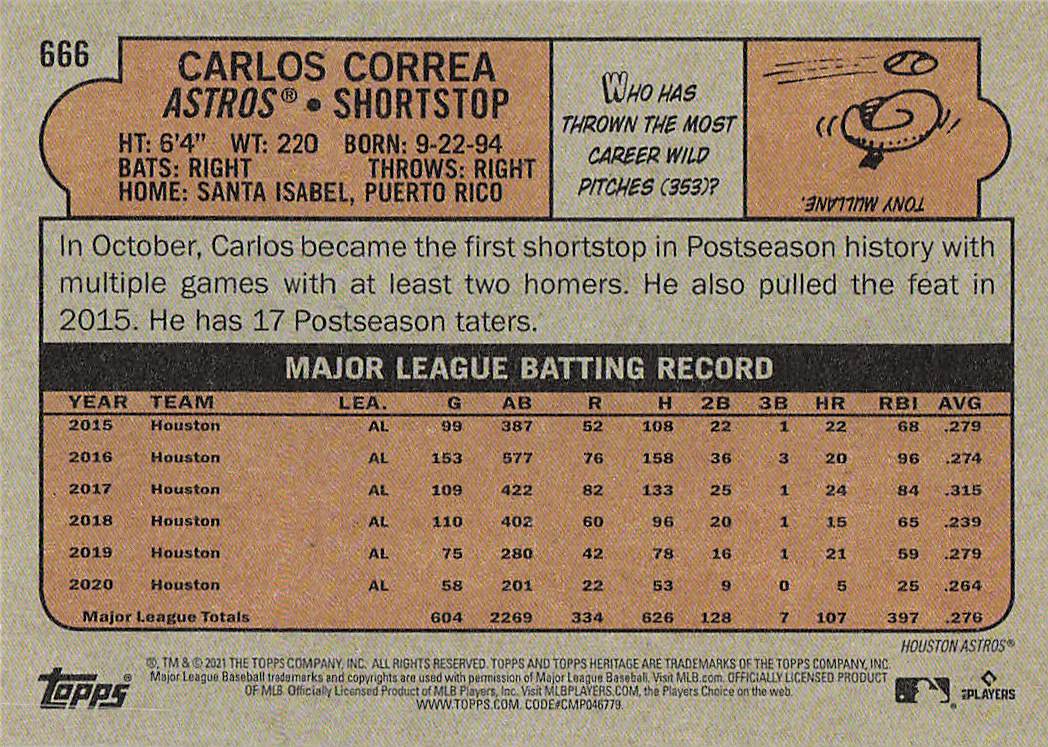 666
CARLOS CORREA
ASTROS® • SHORTSTOP
HT: 6'4" WT: 220 BORN: 9-22-94
BATS: RIGHT THROWS: RIGHT
HOME: SANTA ISABEL, PUERTO RICO
WHO HAS
THROWN THE MOST
CAREER WILD
PITCHES (353)?
TONY MULLANE.
In October, Carlos became the first shortstop in Postseason history with
multiple games with at least two homers. He also pulled the feat in
2015. He has 17 Postseason taters.
MAJOR LEAGUE BATTING RECORD
YEAR TEAM LEA. G AB R H 2B 3B HR RBI AVG
2015 Houston AL 99 387 52 108 22 1 22 68 .279
2016 Houston AL 153 577 76 158 36 3 20 96 .274
2017 Houston AL 109 422 82 133 25 1 24 84 .315
2018 Houston AL 110 402 60 96 20 1 15 65 .239
2019 Houston AL 75 280 42 78 16 1 21 59 .279
2020 Houston AL 58 201 22 53 9 0 5 25 .264
Major League Totals 604 2269 334 626 128 7 107 397 .276
HOUSTON ASTROS®
®, TM & © 2021 THE TOPPS COMPANY, INC. ALL RIGHTS RESERVED. TOPPS AND TOPPS HERITAGE ARE TRADEMARKS OF THE TOPPS COMPANY, INC.
Major League Baseball trademarks and copyrights are used with permission of Major League Baseball. Visit MLB.com. OFFICIALLY LICENSED PRODUCT
OF MLB Officially Licensed Product of MLB Players, Inc. Visit MLBPLAYERS.COM, the Players Choice on the web.
WWW.TOPPS.COM. CODE#CMP046779.
topps®
®
PLAYERS